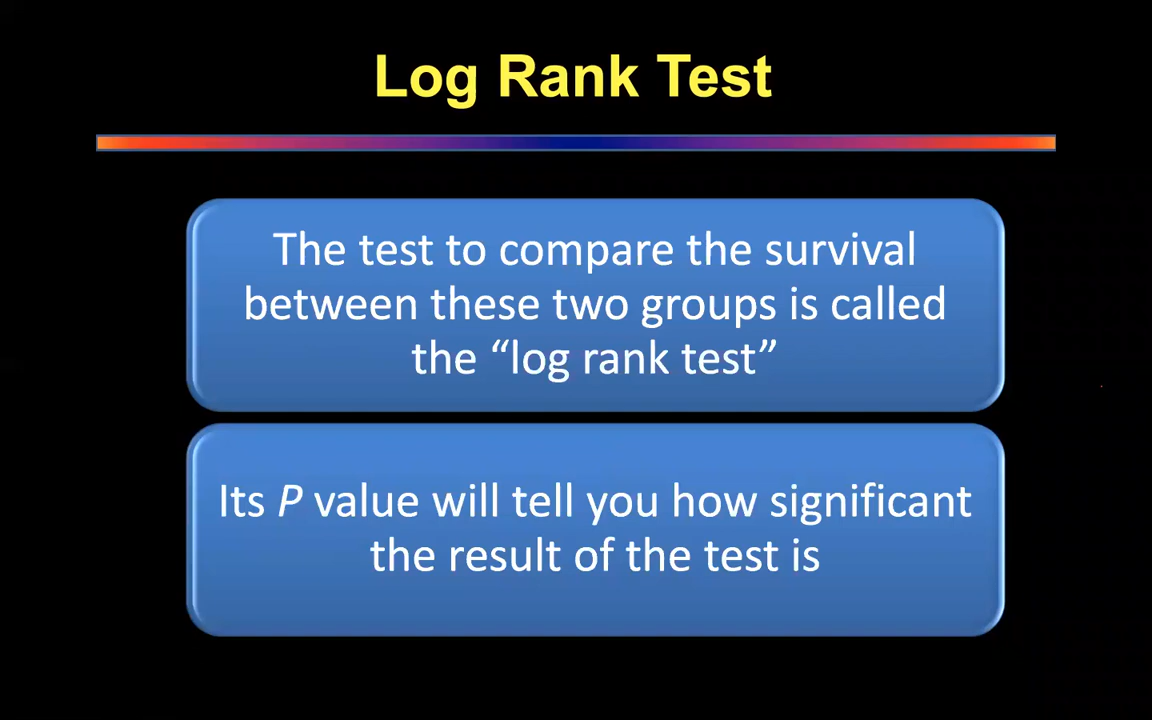 Log Rank Test
The test to compare the survival
between these two groups is called
the “log rank test”
Its P value will tell you how significant
the result of the test is